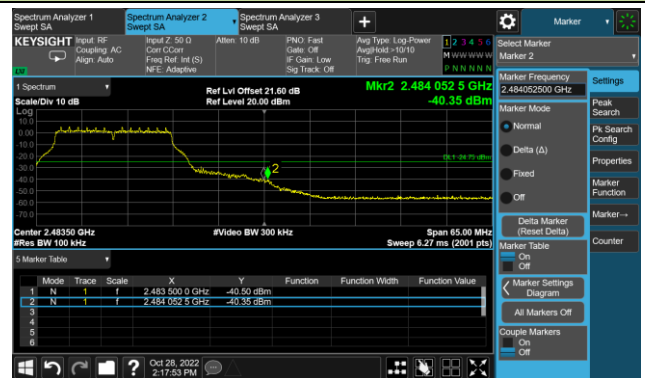 Spectrum Analyzer 1
Swept SA
Spectrum Analyzer 2
Swept SA
Spectrum Analyzer 3
Swept SA
+
Marker
KEYSIGHT
Input: RF
Coupling: AC
Align: Auto
Input Z: 50 Ω
Corr CCorr
Freq Ref: Int (S)
NFE: Adaptive
Atten: 10 dB
PNO: Fast
Gate: Off
IF Gain: Low
Sig Track: Off
Avg Type: Log-Power
Avg|Hold:>10/10
Trig: Free Run
1 2 3 4 5 6
M W W W W W
P N N N N N
LW
Select Marker
Marker 2
1 Spectrum
Scale/Div 10 dB
Ref Lvl Offset 21.60 dB
Ref Level 20.00 dBm
Mkr2 2.484 052 5 GHz
-40.35 dBm
Log
10.0
0.00
-10.0
-20.0
-30.0
-40.0
-50.0
-60.0
-70.0
DL1 -24.75 dBm
2
Center 2.48350 GHz
#Res BW 100 kHz
#Video BW 300 kHz
Span 65.00 MHz
Sweep 6.27 ms (2001 pts)
5 Marker Table
Mode Trace Scale X Y Function Function Width Function Value
1 N 1 f 2.483 500 0 GHz -40.50 dBm
2 N 1 f 2.484 052 5 GHz -40.35 dBm
3
4
5
6
Marker Frequency
2.484052500 GHz
Marker Mode
Normal
Delta (Δ)
Fixed
Off
Delta Marker
(Reset Delta)
Marker Table
On
Off
Marker Settings
Diagram
All Markers Off
Couple Markers
On
Off
Settings
Peak
Search
Pk Search
Config
Properties
Marker
Function
Marker→
Counter
?
Oct 28, 2022
2:17:53 PM